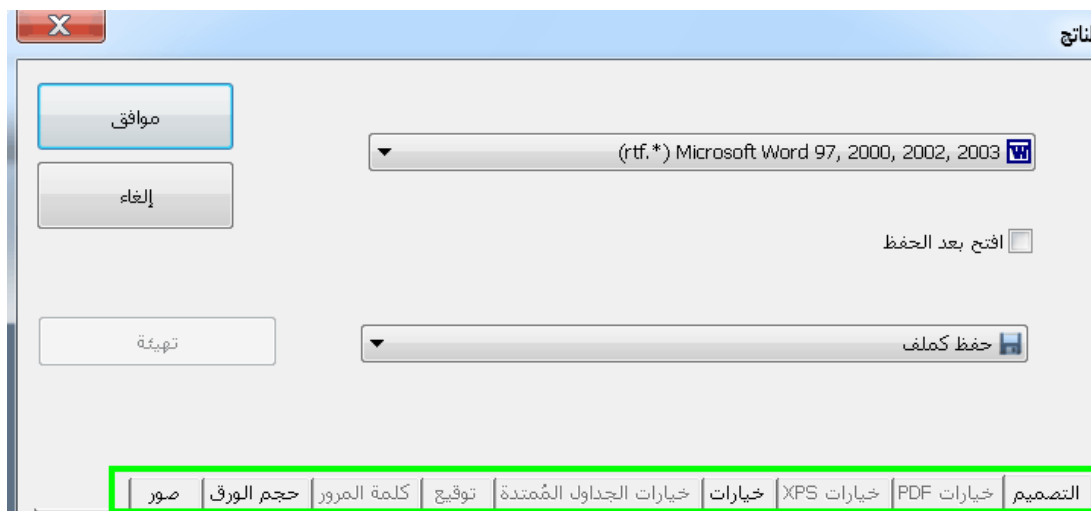 موافق
(rtf.*) Microsoft Word 97, 2000, 2002, 2003
إلغاء
افتح بعد الحفظ
حفظ كملف
تهيئة
التصميم خيارات PDF خيارات XPS خيارات خيارات الجداول المُمتدة توقيع كلمة المرور حجم الورق صور